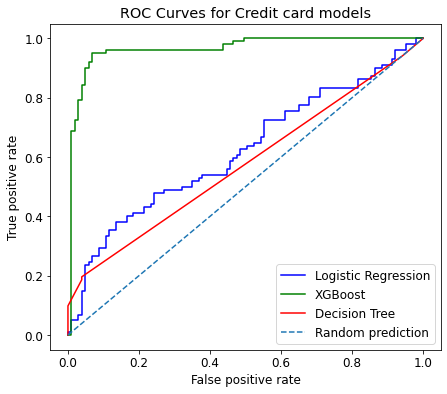 ROC Curves for Credit card models
1.0
0.8
0.6
0.4
0.2
0.0
True positive rate
Logistic Regression
XGBoost
Decision Tree
Random prediction
0.0 0.2 0.4 0.6 0.8 1.0
False positive rate